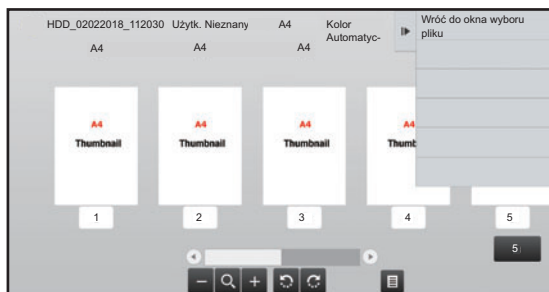 HDD_02022018_112030 Użytk. Nieznany A4 Kolor Automatyc-
Wróć do okna wyboru
pliku
A4 A4 A4
A4 A4 A4 A4
Thumbnail Thumbnail Thumbnail Thumb
1 2 3 4 5
5